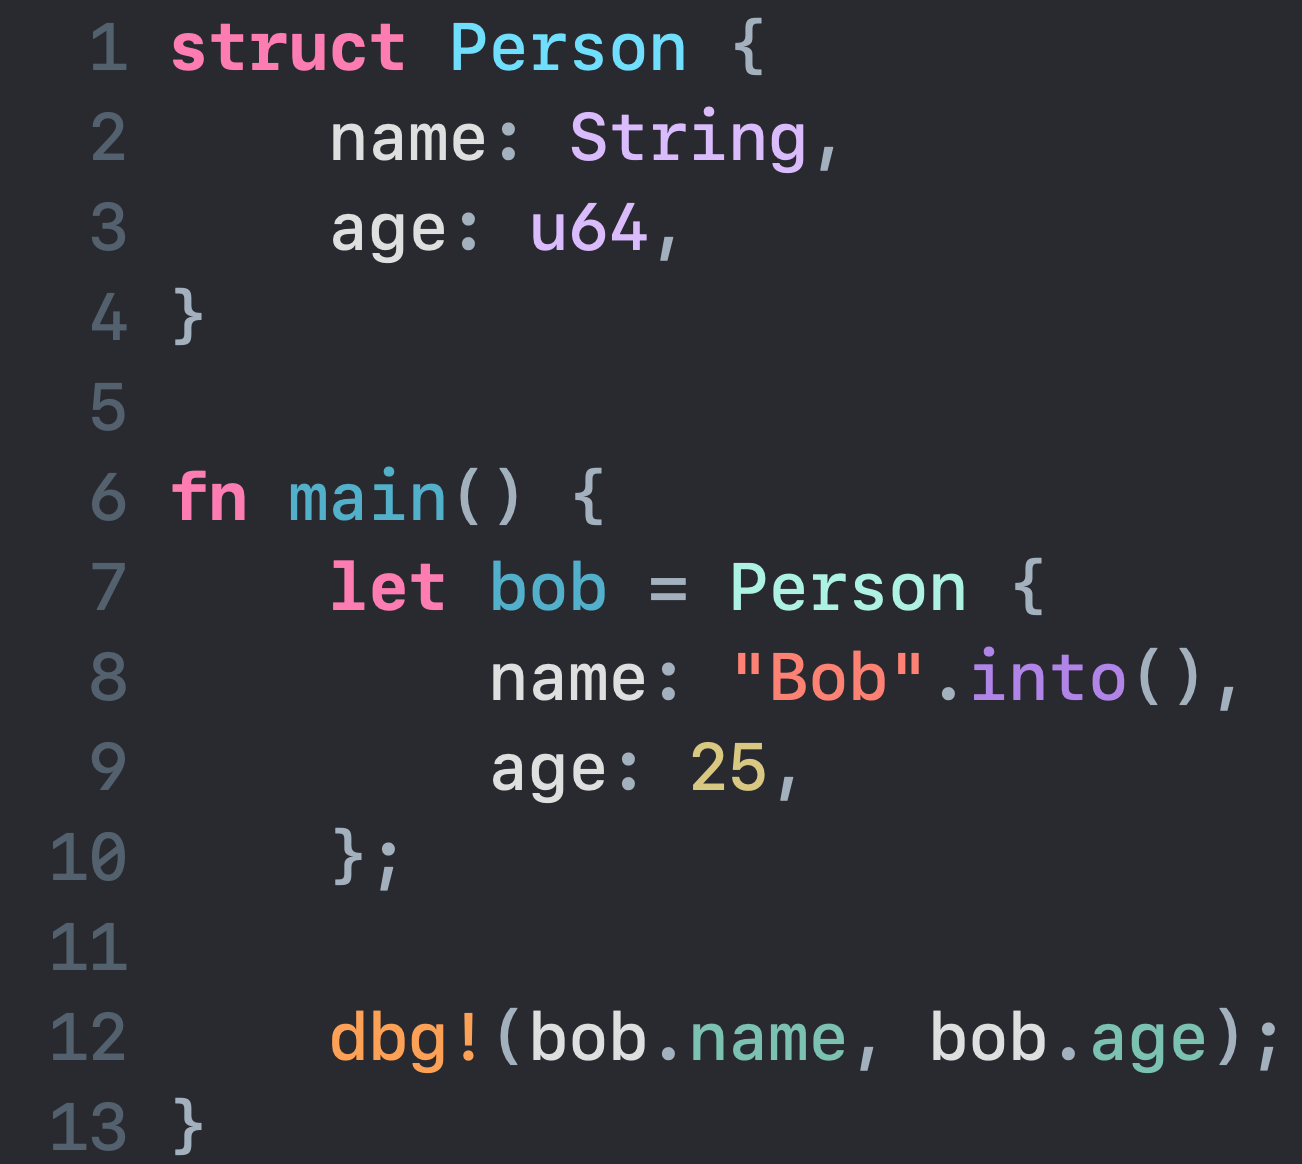 1 struct Person {
2     name: String,
3     age: u64,
4 }
5
6 fn main() {
7     let bob = Person {
8         name: "Bob".into(),
9         age: 25,
10     };
11
12     dbg!(bob.name, bob.age);
13 }